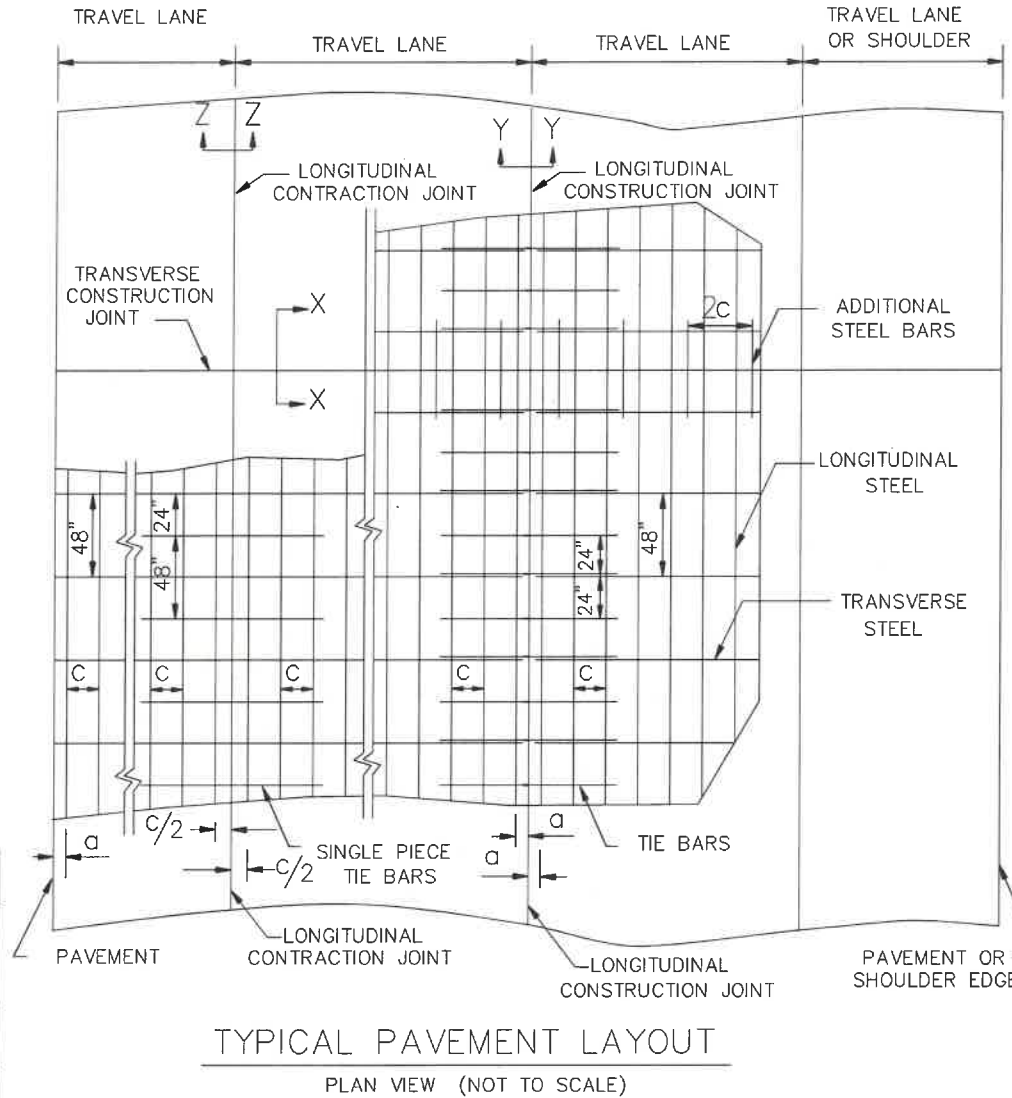 TRAVEL LANE
TRAVEL LANE
TRAVEL LANE
TRAVEL LANE
OR SHOULDER
Z Z
Y Y
LONGITUDINAL
CONTRACTION JOINT
LONGITUDINAL
CONSTRUCTION JOINT
TRANSVERSE
CONSTRUCTION
JOINT
X
X
2c
ADDITIONAL
STEEL BARS
LONGITUDINAL
STEEL
48"
24"
48"
24"
24"
48"
TRANSVERSE
STEEL
C
C
C
C
C
a
C/2
C/2
SINGLE PIECE
TIE BARS
a
a
TIE BARS
PAVEMENT
LONGITUDINAL
CONTRACTION JOINT
LONGITUDINAL
CONSTRUCTION JOINT
PAVEMENT OR
SHOULDER EDGE
TYPICAL PAVEMENT LAYOUT
PLAN VIEW (NOT TO SCALE)